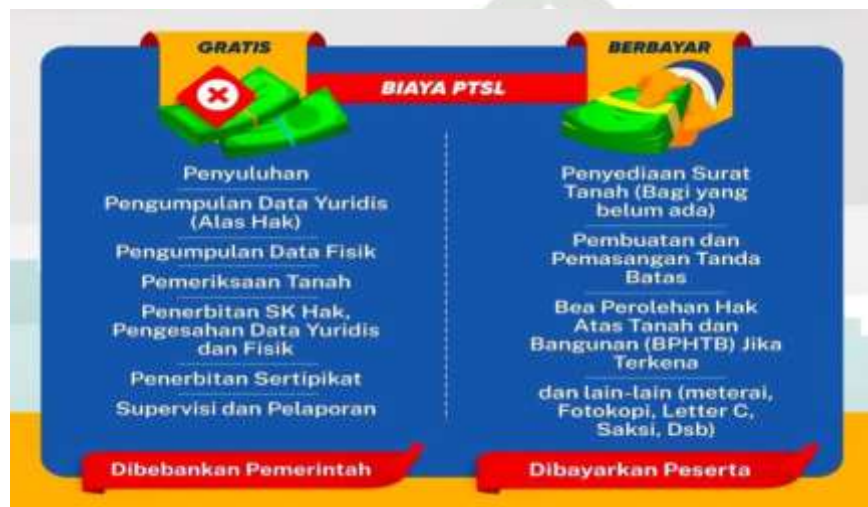 GRATIS
BERBAYAR
BIAYA PTSL
Penyuluhan
Pengumpulan Data Yuridis
(Alas Hak)
Pengumpulan Data Fisik
Pemeriksaan Tanah
Penerbitan SK Hak,
Pengesahan Data Yuridis
dan Fisik
Penerbitan Sertipikat
Supervisi dan Pelaporan
Dibebankan Pemerintah
Penyediaan Surat
Tanah (Bagi yang
belum ada)
Pembuatan dan
Pemasangan Tanda
Batas
Bea Perolehan Hak
Atas Tanah dan
Bangunan (BPHTB) Jika
Terkena
dan lain-lain (meterai,
Fotokopi, Letter C,
Saksi, Dsb)
Dibayarkan Peserta